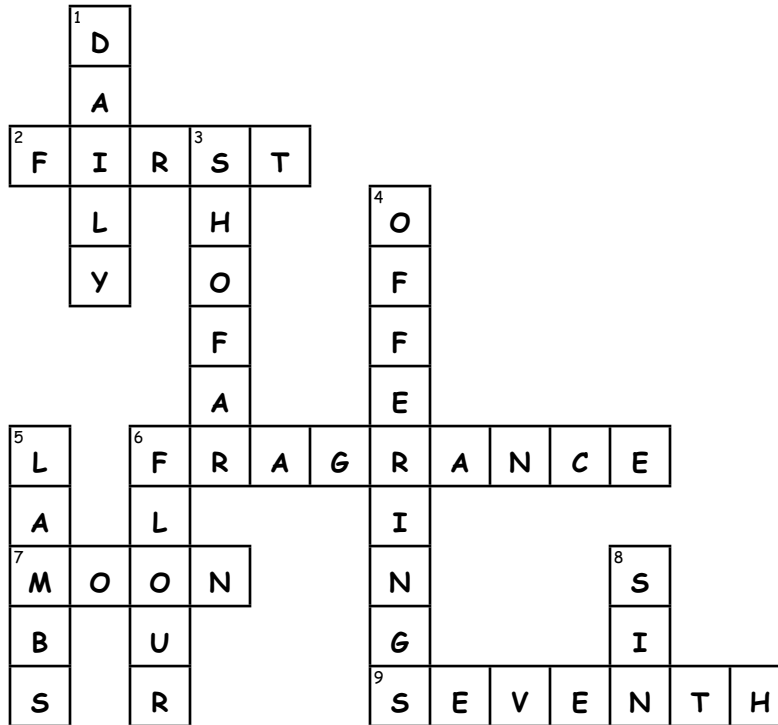 1 D
A
2 F I R 3 S T
L H 4 O
Y O F
F F
A E
5 L 6 F R A G R A N C E
A L I
7 M O O N N 8 S
B U G I
S R 9 S E V E N T H